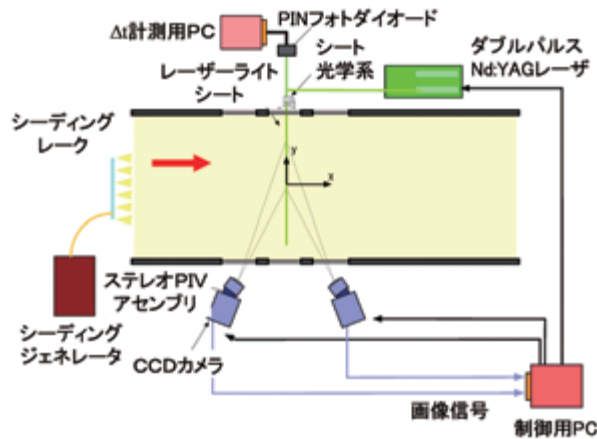 PINフォトダイオード
Δt計測用PC
シート
光学系
ダブルパルス
Nd:YAGレーザ
レーザーライト
シート
シーディング
レーク
y
x
ステレオPIV
アセンブリ
シーディング
ジェネレータ
CCDカメラ
画像信号
制御用PC